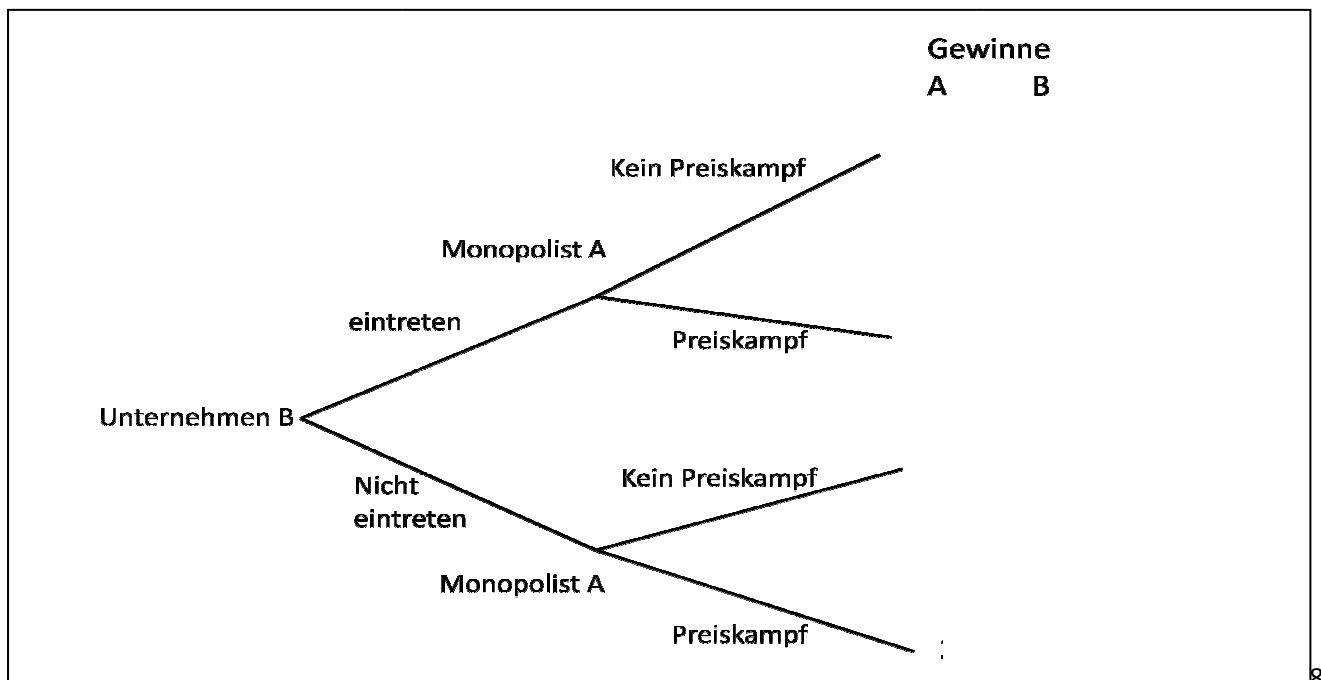 Gewinne
A B
Kein Preiskampf
Monopolist A
eintreten
Preiskampf
Unternehmen B
Kein Preiskampf
Nicht
eintreten
Monopolist A
Preiskampf